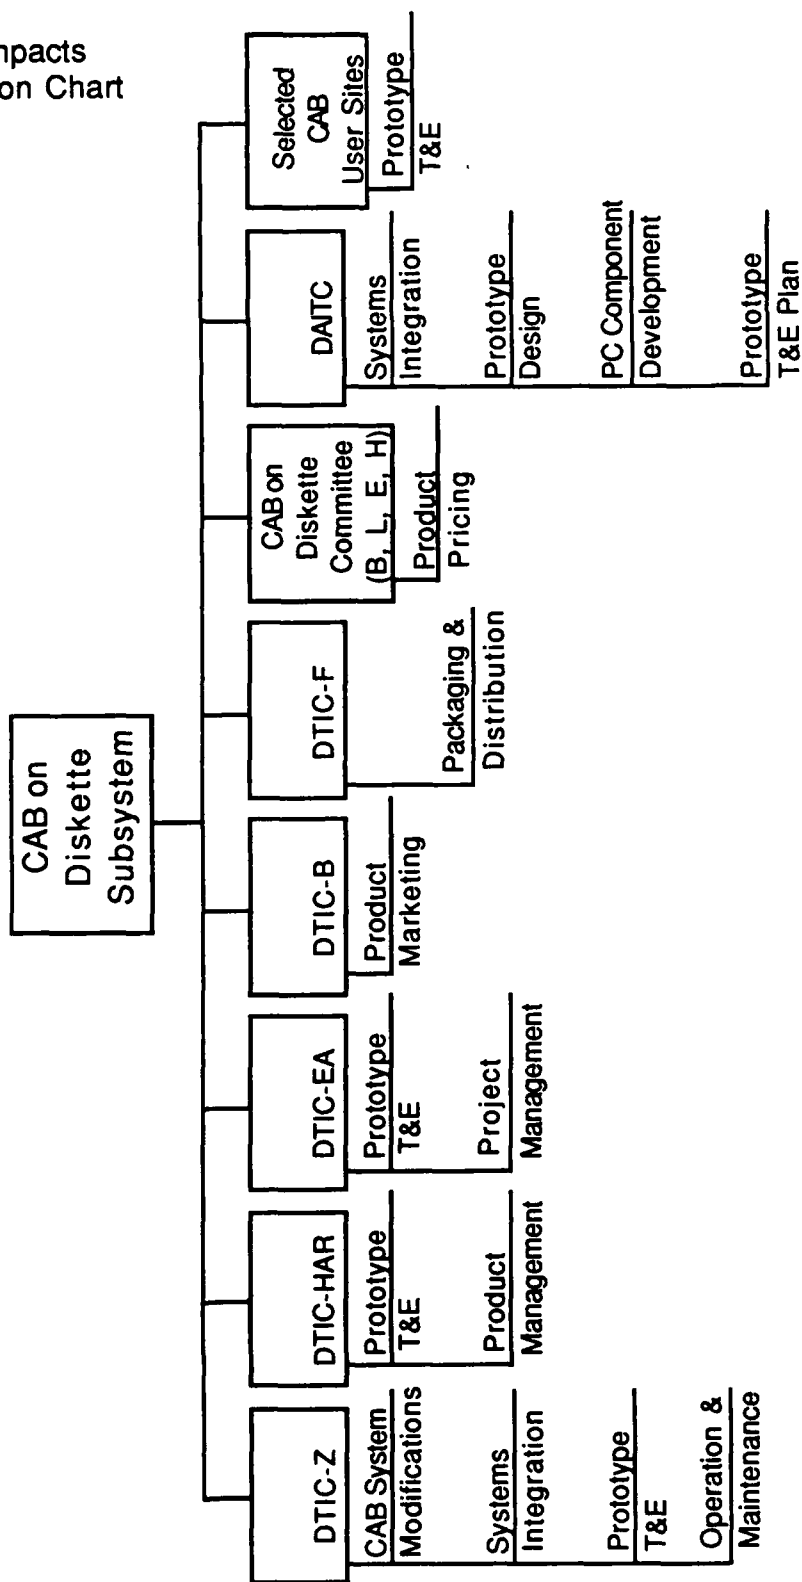 npacts
on Chart
CAB on
Diskette
Subsystem
DTIC-Z
CAB System
Modifications
Systems
Integration
Prototype
T&E
Operation &
Maintenance
DTIC-HAR
Prototype
T&E
Product
Management
DTIC-EA
Prototype
T&E
Project
Management
DTIC-B
Product
Marketing
DTIC-F
Packaging &
Distribution
CAB on
Diskette
Committee
(B, L, E, H)
Product
Pricing
DAITC
Systems
Integration
Prototype
Design
PC Component
Development
Prototype
T&E Plan
Selected
CAB
User Sites
Prototype
T&E